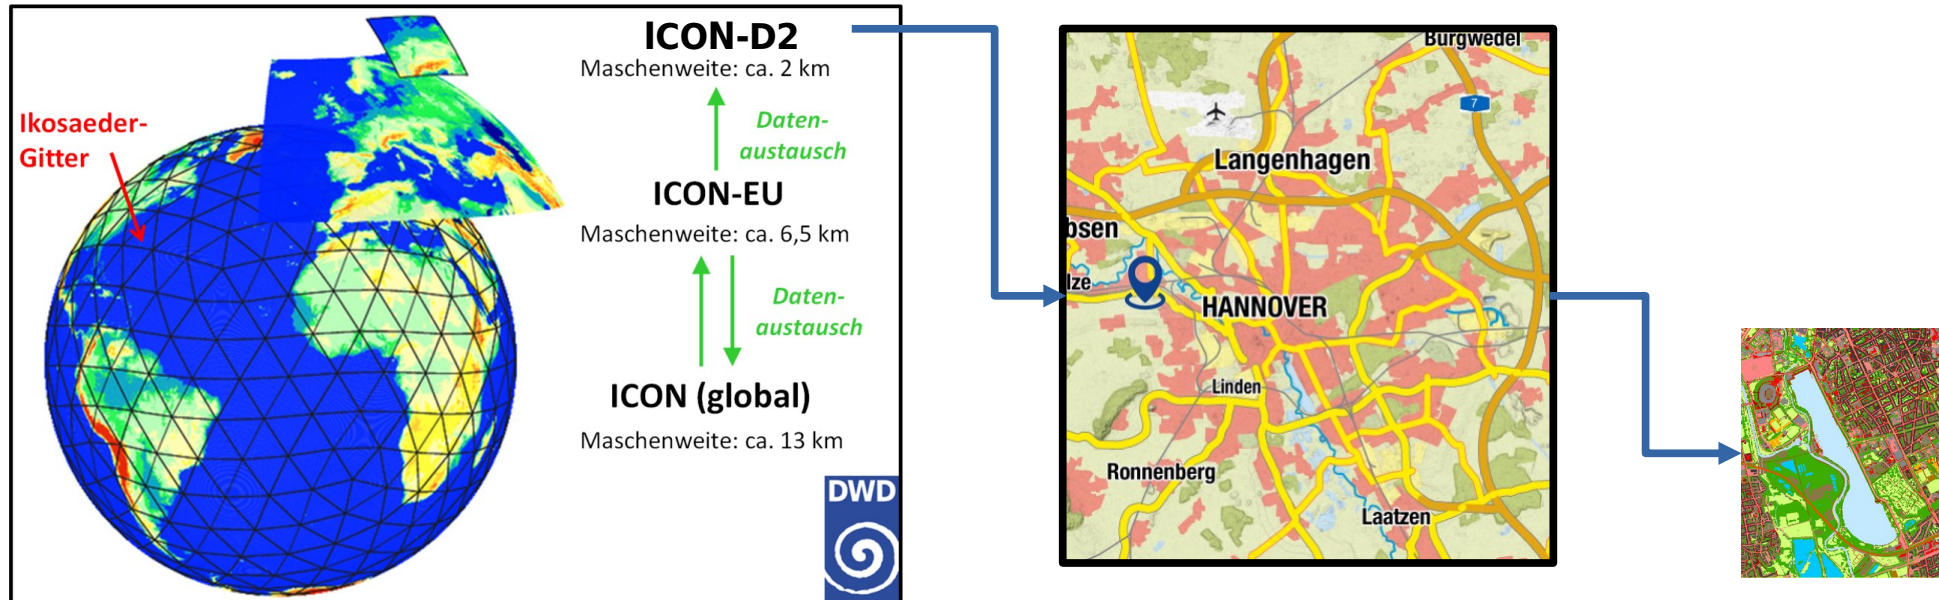 ICON-D2
Maschenweite: ca. 2 km
Ikosaeder-
Gitter
Daten-
austausch
ICON-EU
Maschenweite: ca. 6,5 km
Daten-
austausch
ICON (global)
Maschenweite: ca. 13 km
DWD
Burgwedel
7
Langenhagen
bsen
lze
HANNOVER
Linden
Ronnenberg
Laatzen